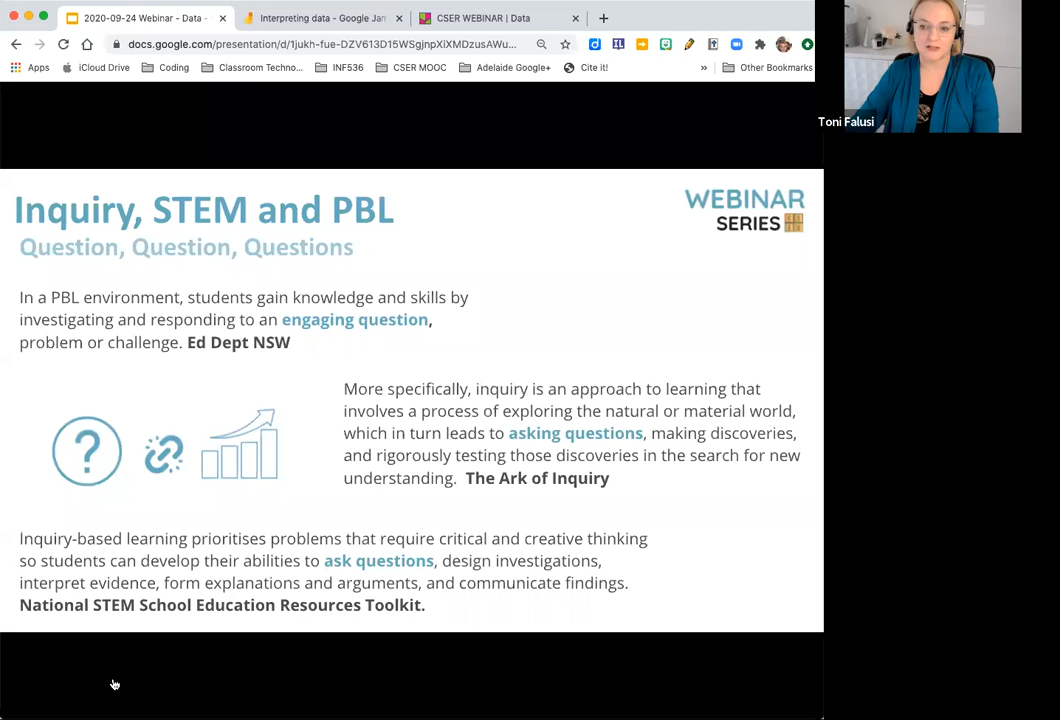 2020-09-24 Webinar - Data -
Interpreting data - Google Jam
CSER WEBINAR | Data
docs.google.com/presentation/d/1jukh-fue-DZV613D15WSgjnpXiXMDzusAWu...
Apps
iCloud Drive
Coding
Classroom Techno...
INF536
CSER MOOC
Adelaide Google+
Cite it!
» Other Bookmarks
Toni Falusi
Inquiry, STEM and PBL
Question, Question, Questions
WEBINAR
SERIES
In a PBL environment, students gain knowledge and skills by
investigating and responding to an engaging question,
problem or challenge. Ed Dept NSW
More specifically, inquiry is an approach to learning that
involves a process of exploring the natural or material world,
which in turn leads to asking questions, making discoveries,
and rigorously testing those discoveries in the search for new
understanding. The Ark of Inquiry
?
Inquiry-based learning prioritises problems that require critical and creative thinking
so students can develop their abilities to ask questions, design investigations,
interpret evidence, form explanations and arguments, and communicate findings.
National STEM School Education Resources Toolkit.